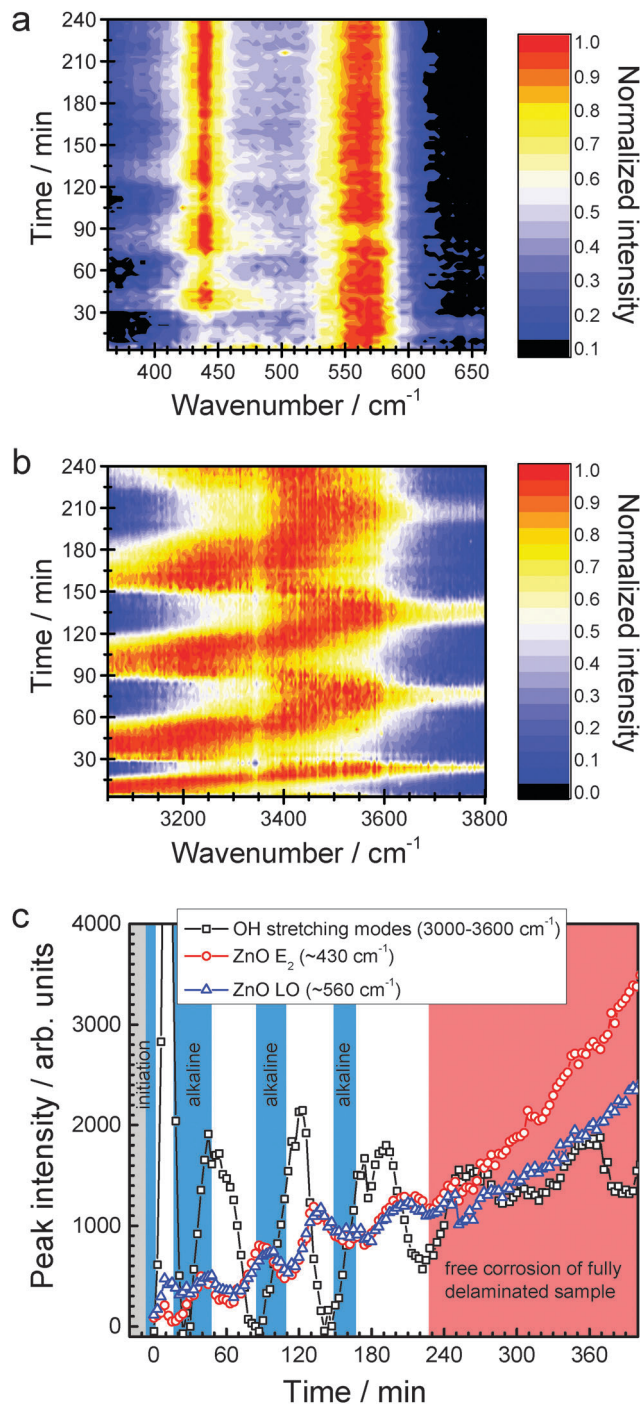 a
240
210
180
150
120
90
60
30
Time / min
400
450
500
550
600
650
Wavenumber / cm⁻¹
1.0
0.9
0.8
0.7
0.6
0.5
0.4
0.3
0.2
0.1
Normalized intensity
b
240
210
180
150
120
90
60
30
Time / min
3200
3400
3600
3800
Wavenumber / cm⁻¹
1.0
0.9
0.8
0.7
0.6
0.5
0.4
0.3
0.2
0.1
0.0
Normalized intensity
c
4000
3000
2000
1000
0
Peak intensity / arb. units
OH stretching modes (3000-3600 cm⁻¹)
ZnO E₂ (~430 cm⁻¹)
ZnO LO (~560 cm⁻¹)
initiation
alkaline
alkaline
alkaline
free corrosion of fully
delaminated sample
0
60
120
180
240
300
360
Time / min